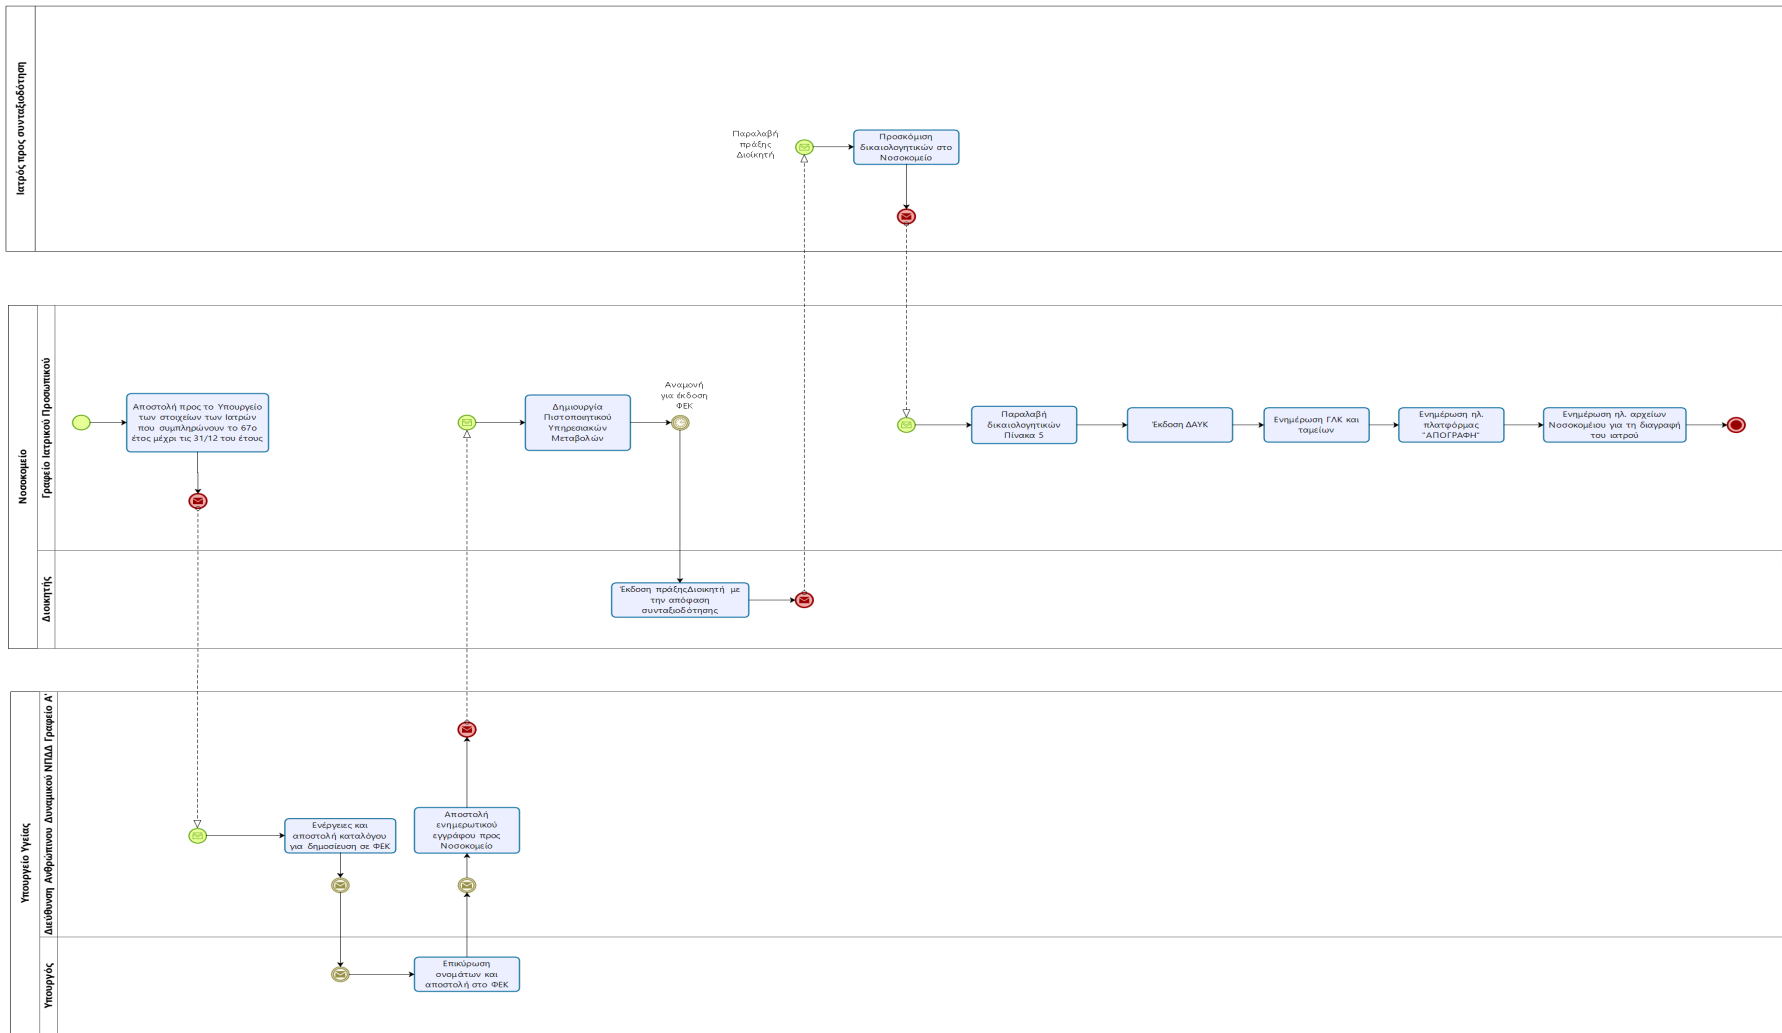 Ιατρός προς συνταξιοδότηση
Παραλαβή
πράξης
Διοίκητή
Προσκόμιση
δικαιολογητικών στο
Νοσοκομείο
Νοσοκομείο
Γραφείο Ιατρικού Προσωπικού
Αποστολή προς το Υπουργείο
των στοιχείων των Ιατρών
που συμπληρώνουν το 67ο
έτος μέχρι τις 31/12 του έτους
Δημιουργία
Πιστοποιητικού
Υπηρεσιακών
Μεταβολών
Αναμονή
για έκδοση
ΦΕΚ
Παραλαβή
δικαιολογητικών
Πίνακα 5
Έκδοση ΔΑΥΚ
Ενημέρωση ΓΛΚ και
ταμείων
Ενημέρωση ηλ.
πλατφόρμας
"ΑΠΟΓΡΑΦΗ"
Ενημέρωση ηλ. αρχείων
Νοσοκομέιου για τη διαγραφή
του ιατρού
Διοικητής
Έκδοση πράξηςΔιοικητή με
την απόφαση
συνταξιοδότησης
Υπουργείο Υγείας
Διεύθυνση Ανθρώπινου Δυναμικού ΝΠΔΔ Γραφείο Α'
Ενέργειες και
αποστολή καταλόγου
για δημοσίευση σε ΦΕΚ
Αποστολή
ενημερωτικού
εγγράφου προς
Νοσοκομείο
Υπουργός
Επικύρωση
ονομάτων και
αποστολή στο ΦΕΚ